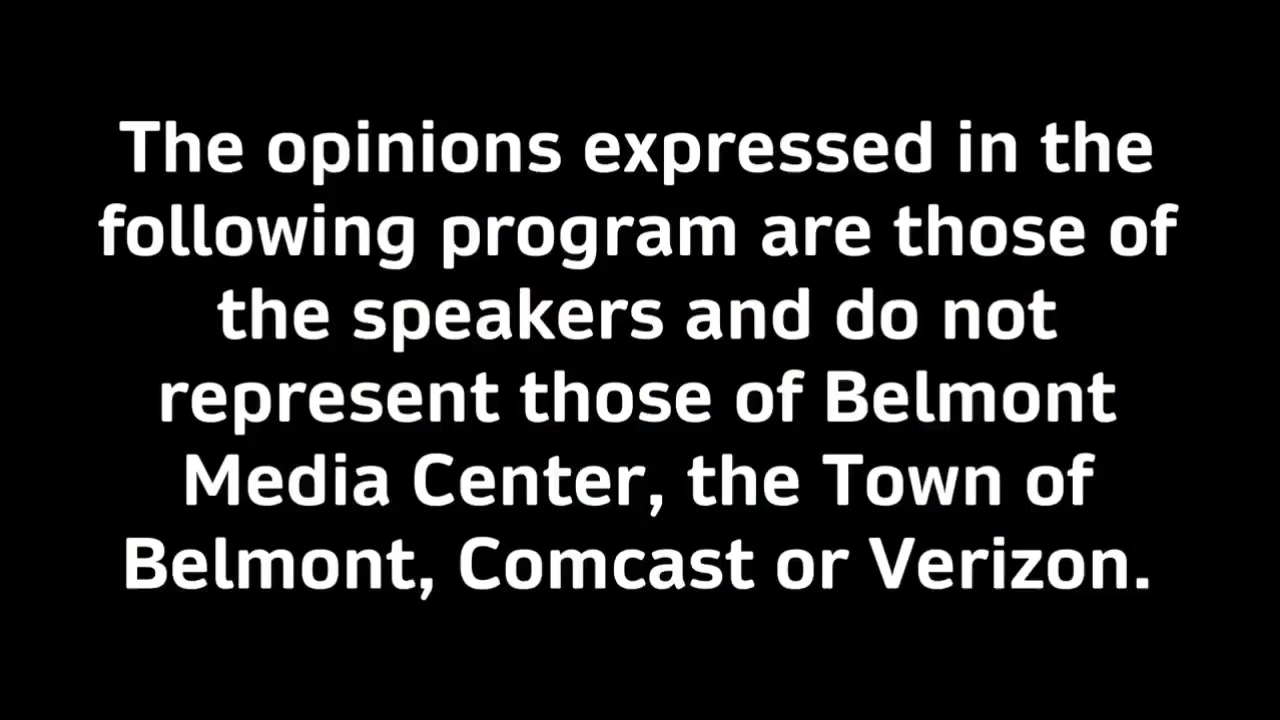 The opinions expressed in the
following program are those of
the speakers and do not
represent those of Belmont
Media Center, the Town of
Belmont, Comcast or Verizon.